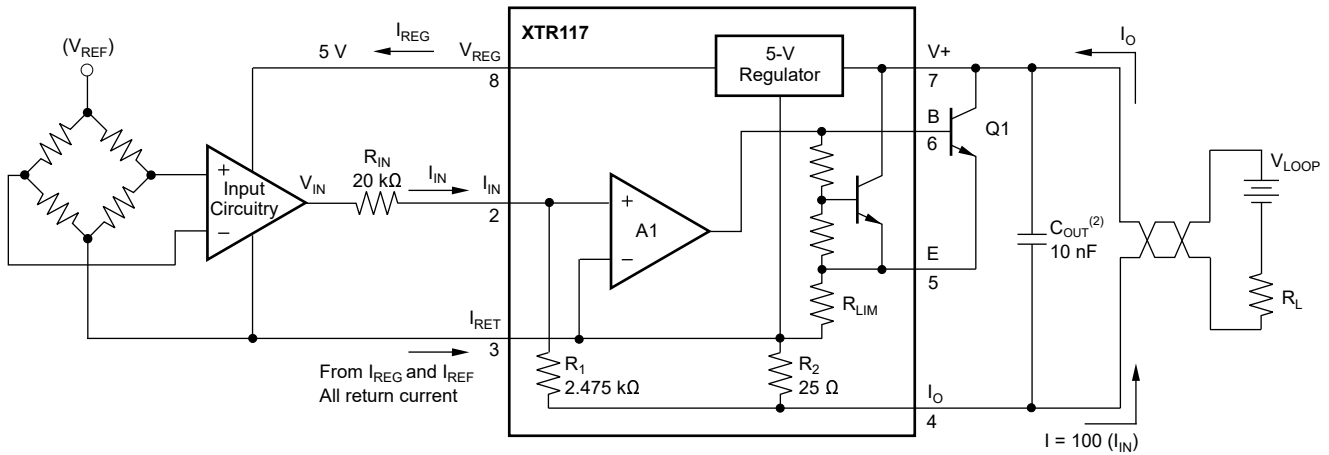 XTR117
(V_REF)
5 V
I_REG
V_REG
8
5-V
Regulator
V+
7
I_O
B
6
Q1
+
Input
Circuitry
–
V_IN
R_IN
20 kΩ
I_IN
I_IN
2
+
A1
–
V_LOOP
C_OUT(2)
10 nF
E
5
R_LIM
R_L
I_RET
3
From I_REG and I_REF
All return current
R_1
2.475 kΩ
R_2
25 Ω
I_O
4
I = 100 (I_IN)